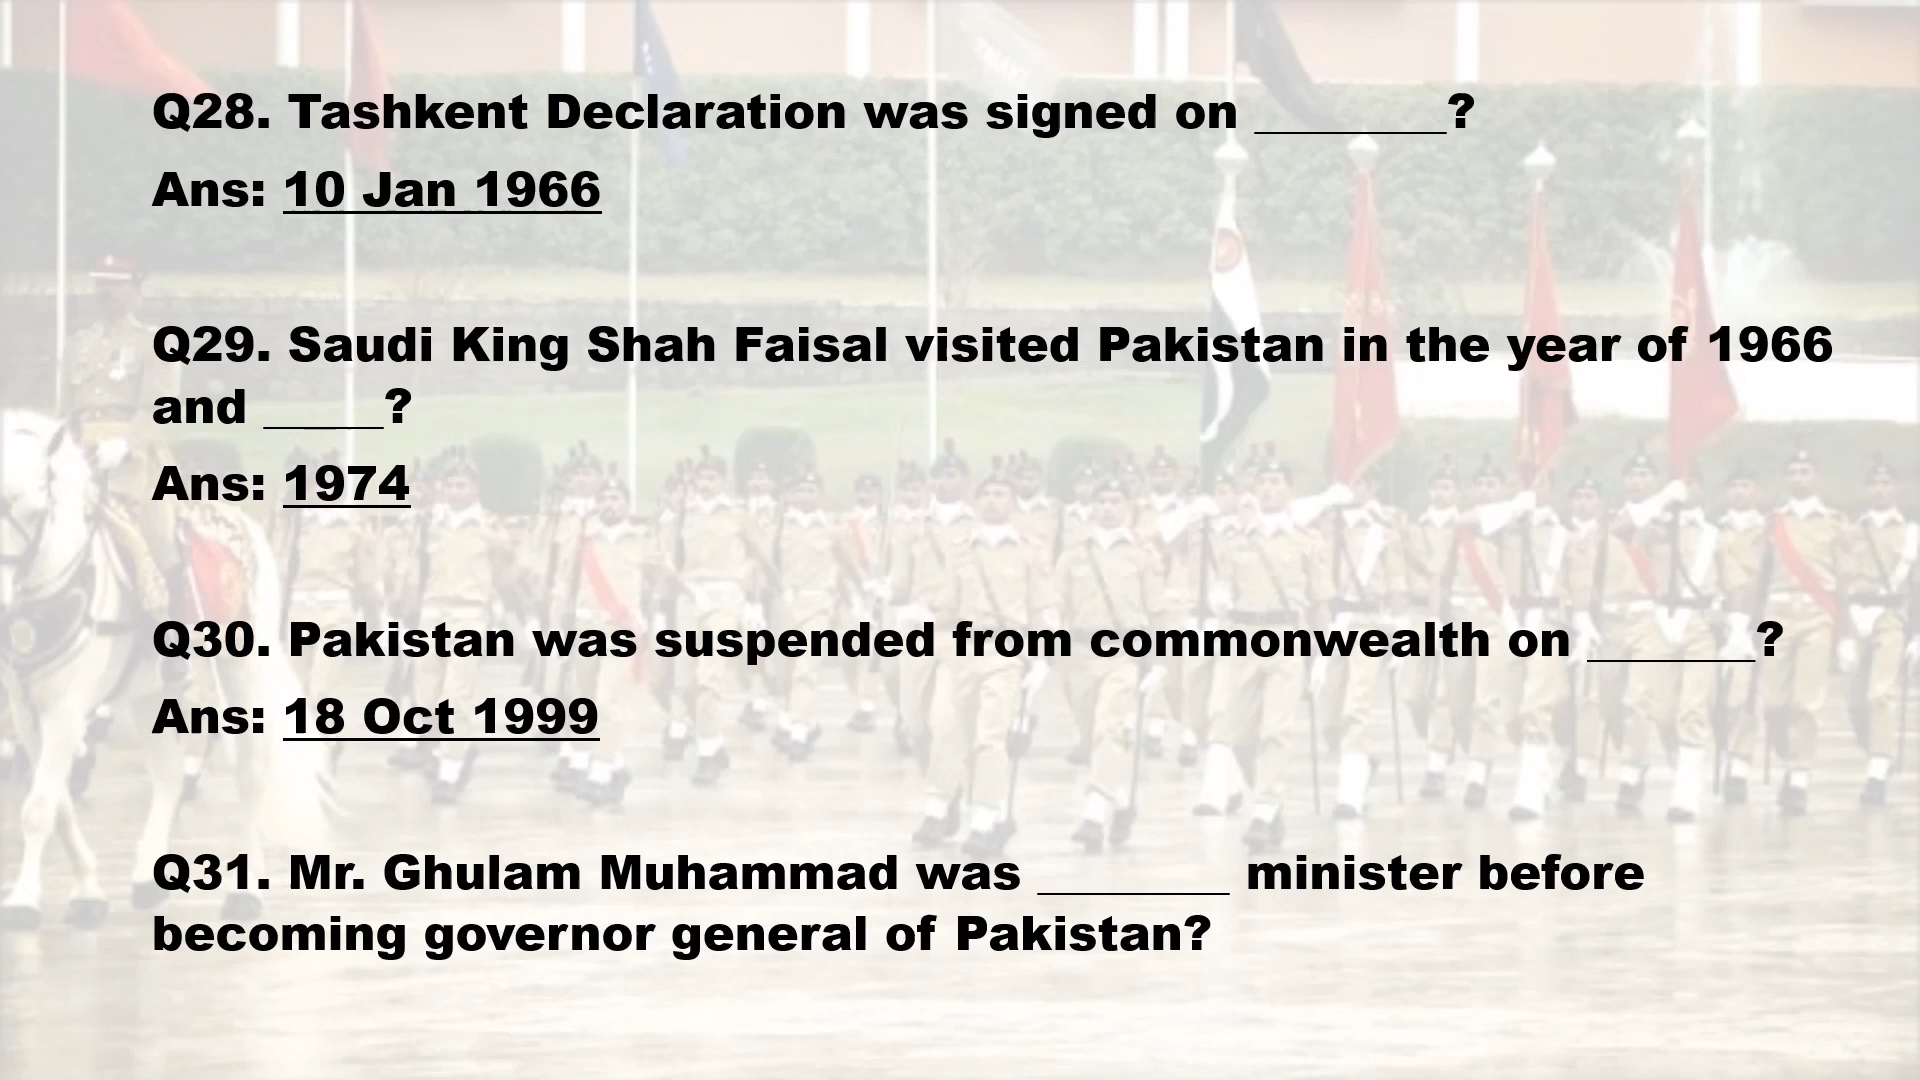 Q28. Tashkent Declaration was signed on ________?
Ans: 10 Jan 1966
Q29. Saudi King Shah Faisal visited Pakistan in the year of 1966
and _____?
Ans: 1974
Q30. Pakistan was suspended from commonwealth on _______?
Ans: 18 Oct 1999
Q31. Mr. Ghulam Muhammad was ________ minister before
becoming governor general of Pakistan?